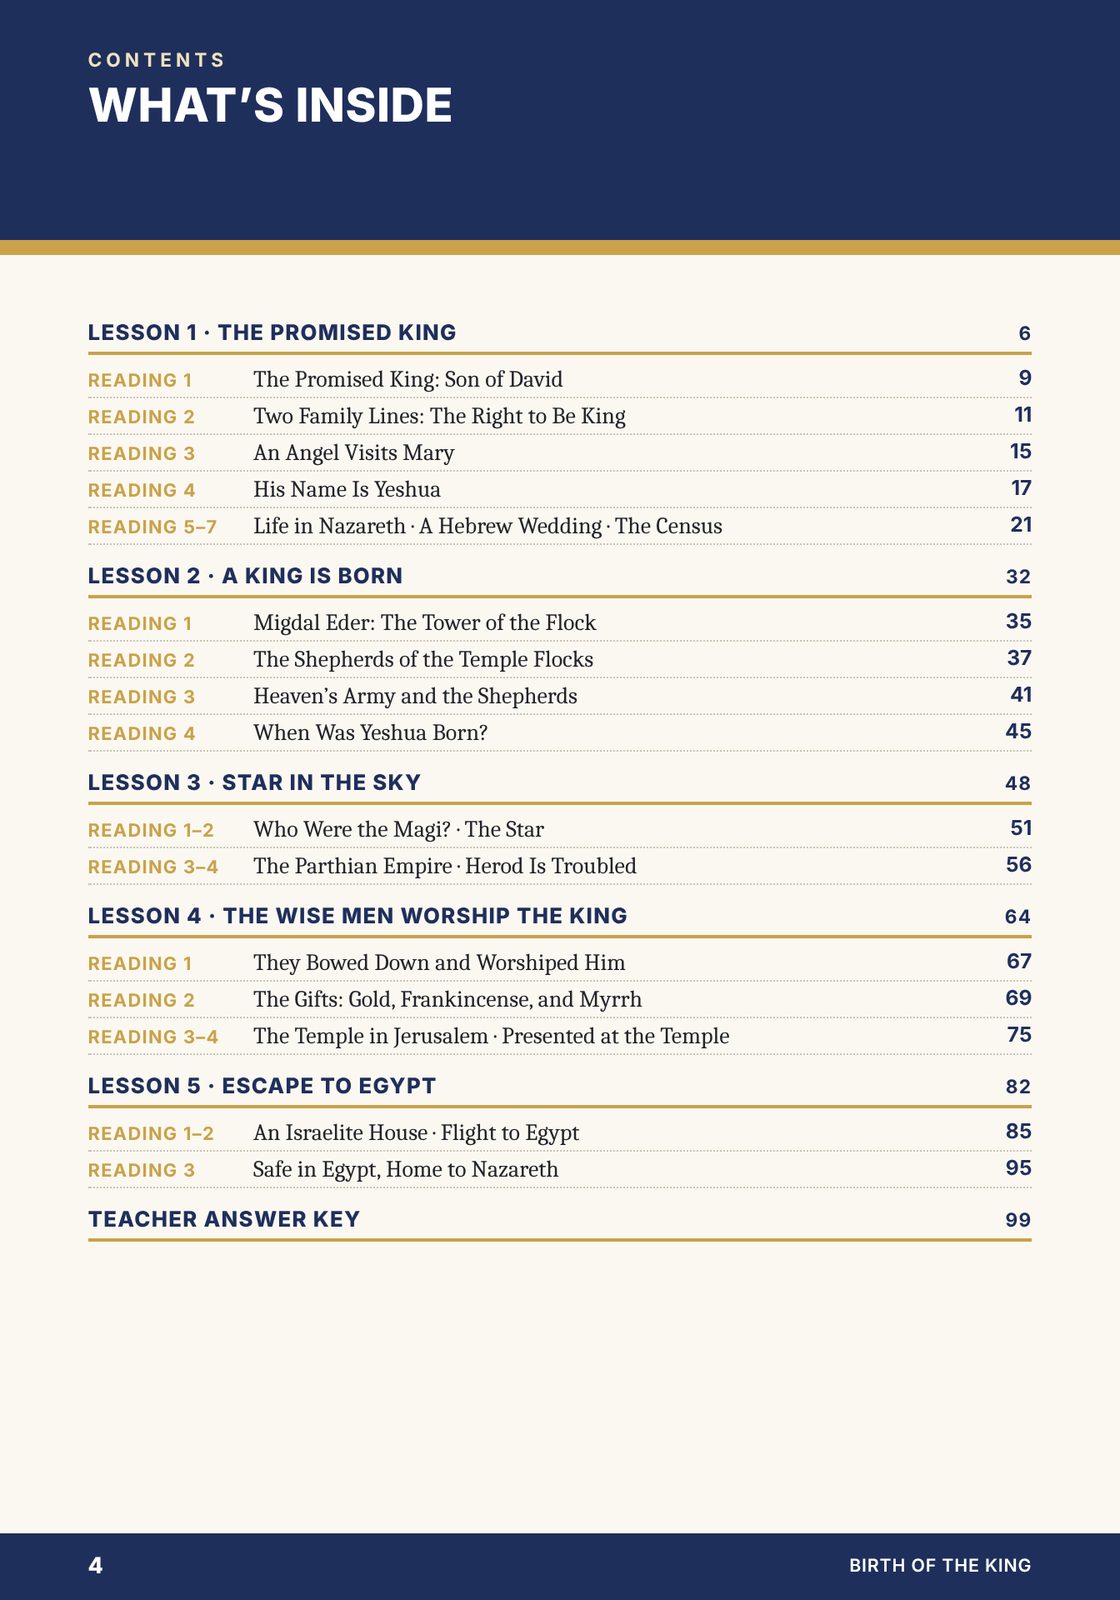 CONTENTS
WHAT’S INSIDE
LESSON 1 · THE PROMISED KING 6
READING 1 The Promised King: Son of David 9
READING 2 Two Family Lines: The Right to Be King 11
READING 3 An Angel Visits Mary 15
READING 4 His Name Is Yeshua 17
READING 5–7 Life in Nazareth · A Hebrew Wedding · The Census 21
LESSON 2 · A KING IS BORN 32
READING 1 Migdal Eder: The Tower of the Flock 35
READING 2 The Shepherds of the Temple Flocks 37
READING 3 Heaven’s Army and the Shepherds 41
READING 4 When Was Yeshua Born? 45
LESSON 3 · STAR IN THE SKY 48
READING 1–2 Who Were the Magi? · The Star 51
READING 3–4 The Parthian Empire · Herod Is Troubled 56
LESSON 4 · THE WISE MEN WORSHIP THE KING 64
READING 1 They Bowed Down and Worshiped Him 67
READING 2 The Gifts: Gold, Frankincense, and Myrrh 69
READING 3–4 The Temple in Jerusalem · Presented at the Temple 75
LESSON 5 · ESCAPE TO EGYPT 82
READING 1–2 An Israelite House · Flight to Egypt 85
READING 3 Safe in Egypt, Home to Nazareth 95
TEACHER ANSWER KEY 99
4 BIRTH OF THE KING